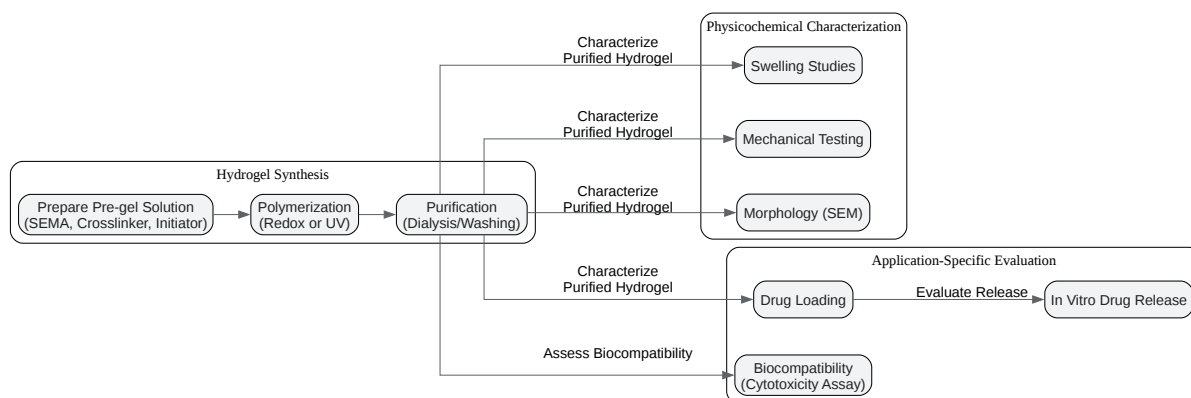 Physicochemical Characterization
Characterize
Purified Hydrogel
Swelling Studies
Characterize
Purified Hydrogel
Mechanical Testing
Hydrogel Synthesis
Prepare Pre-gel Solution
(SEMA, Crosslinker, Initiator)
Polymerization
(Redox or UV)
Purification
(Dialysis/Washing)
Characterize
Purified Hydrogel
Morphology (SEM)
Application-Specific Evaluation
Characterize
Purified Hydrogel
Drug Loading
Evaluate Release
In Vitro Drug Release
Assess Biocompatibility
Biocompatibility
(Cytotoxicity Assay)